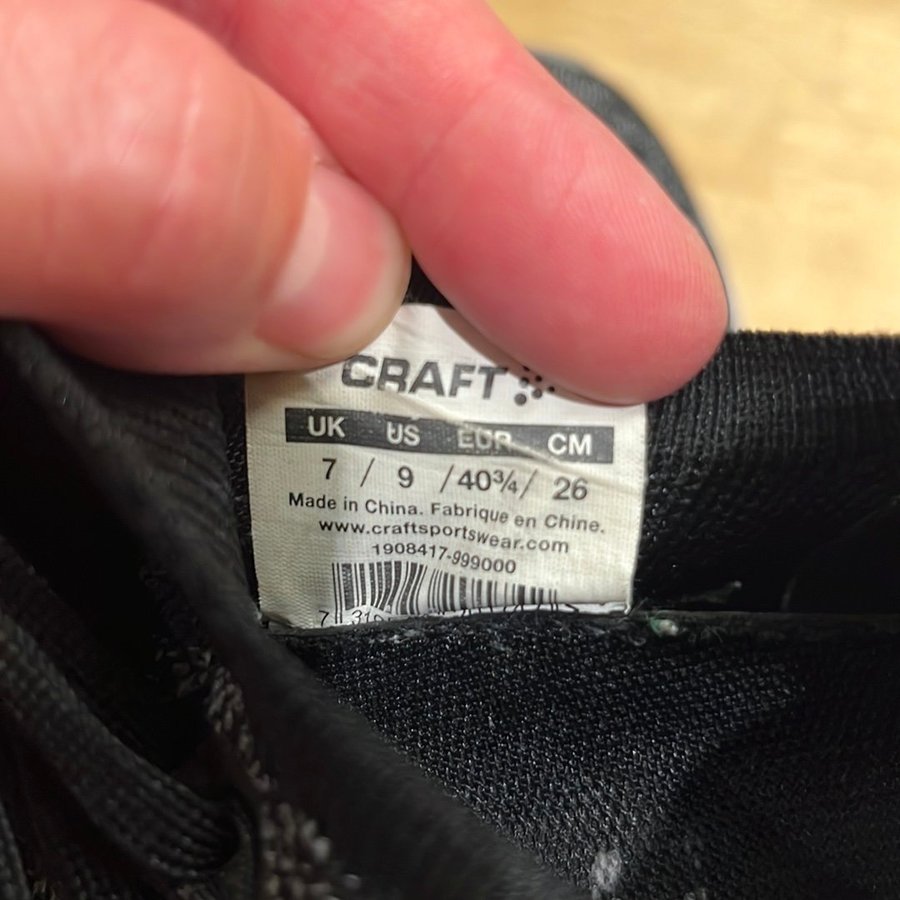 CRAFT
UK US EUR CM
7 / 9 / 40¾ / 26
Made in China. Fabrique en Chine.
www.craftsportswear.com
1908417-999000